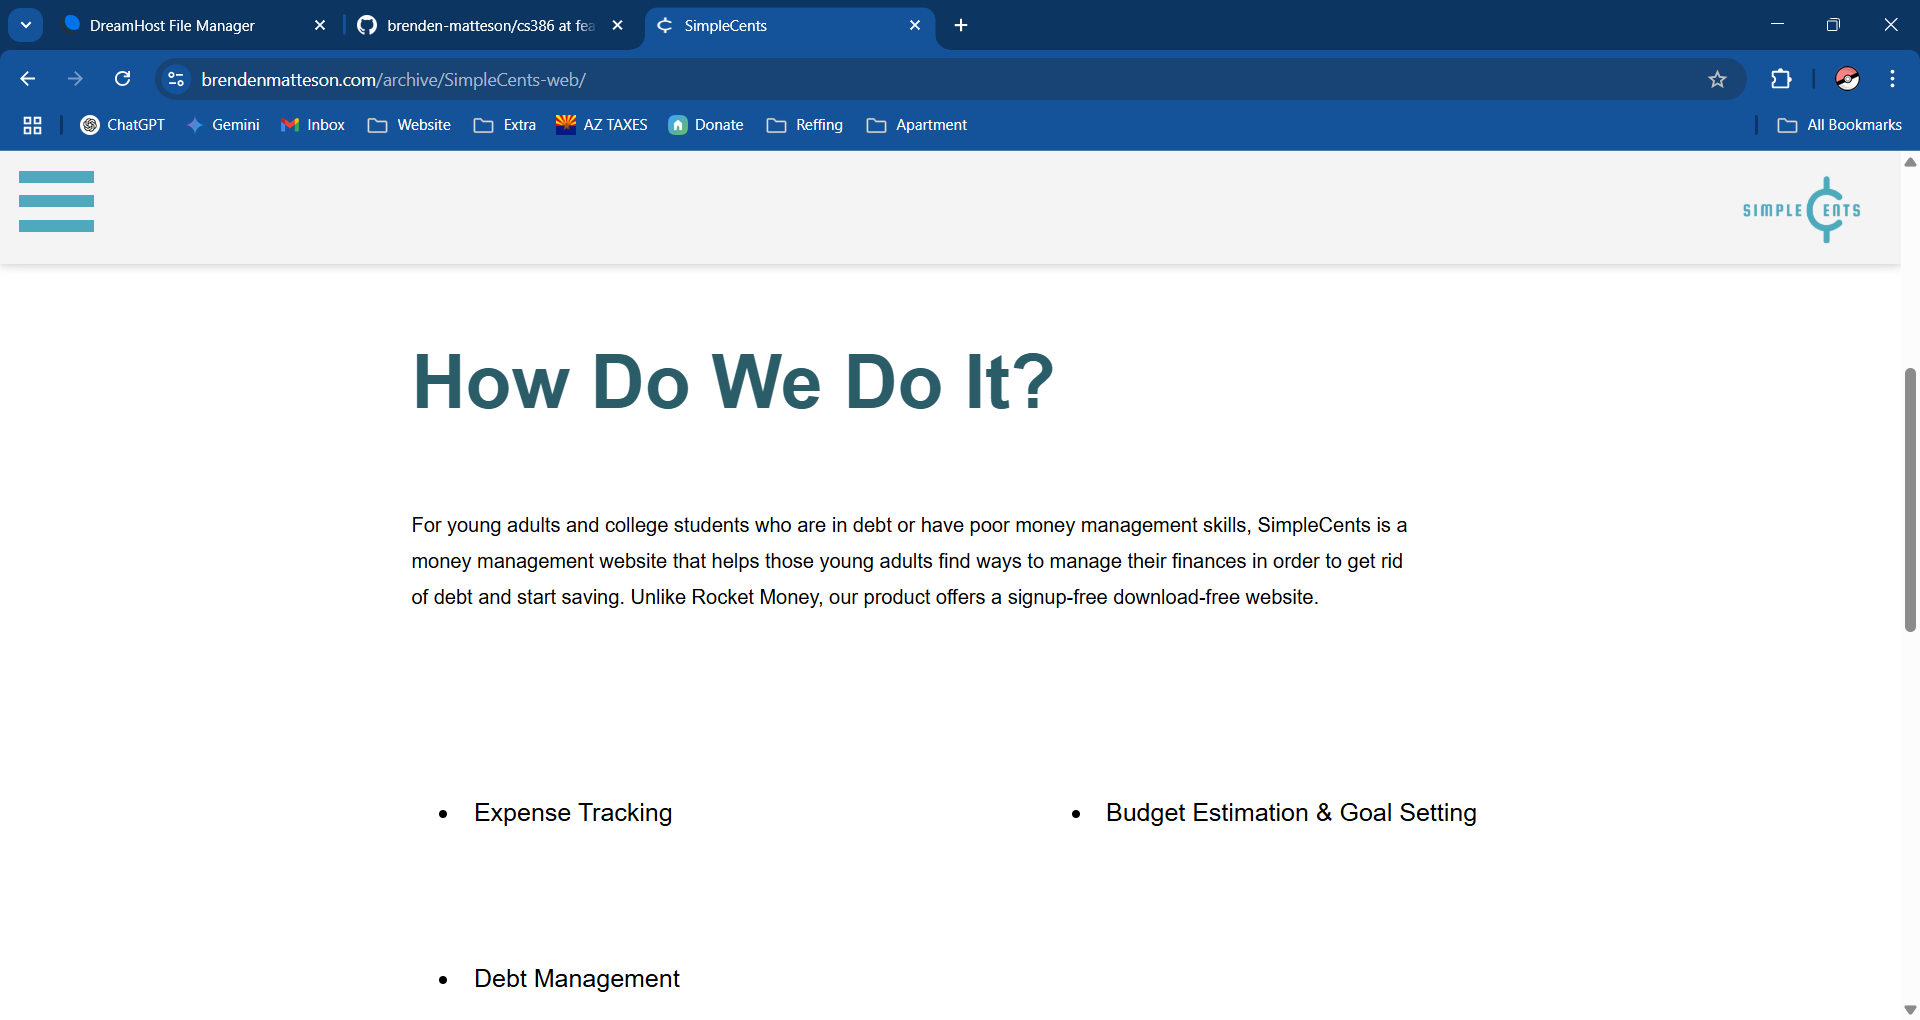 DreamHost File Manager
brenden-matteson/cs386 at fea
SimpleCents
brendenmatteson.com/archive/SimpleCents-web/
ChatGPT
Gemini
Inbox
Website
Extra
AZ TAXES
Donate
Reffing
Apartment
All Bookmarks
SIMPLE CENTS
How Do We Do It?
For young adults and college students who are in debt or have poor money management skills, SimpleCents is a
money management website that helps those young adults find ways to manage their finances in order to get rid
of debt and start saving. Unlike Rocket Money, our product offers a signup-free download-free website.
• Expense Tracking
• Budget Estimation & Goal Setting
• Debt Management